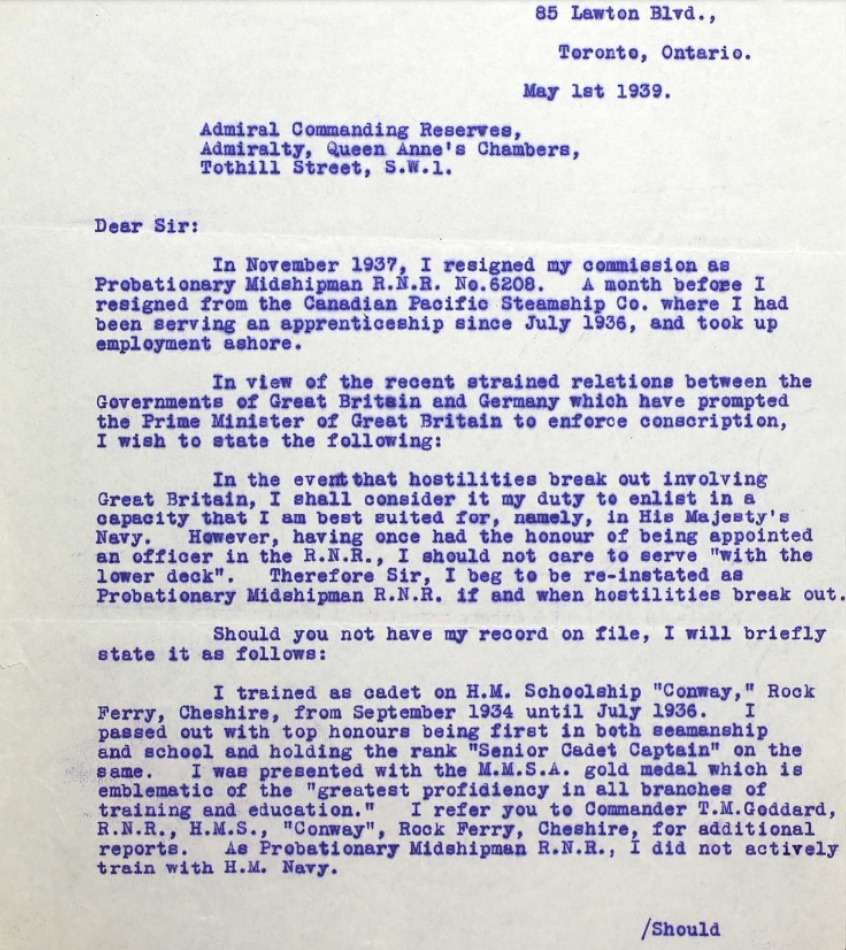 85 Lawton Blvd.,
Toronto, Ontario.
May 1st 1939.
Admiral Commanding Reserves,
Admiralty, Queen Anne's Chambers,
Tothill Street, S.W.1.
Dear Sir:
In November 1937, I resigned my commission as
Probationary Midshipman R.N.R. No.6208. A month before I
resigned from the Canadian Pacific Steamship Co. where I had
been serving an apprenticeship since July 1936, and took up
employment ashore.
In view of the recent strained relations between the
Governments of Great Britain and Germany which have prompted
the Prime Minister of Great Britain to enforce conscription,
I wish to state the following:
In the event that hostilities break out involving
Great Britain, I shall consider it my duty to enlist in a
capacity that I am best suited for, namely, in His Majesty's
Navy. However, having once had the honour of being appointed
an officer in the R.N.R., I should not care to serve "with the
lower deck". Therefore Sir, I beg to be re-instated as
Probationary Midshipman R.N.R. if and when hostilities break out.
Should you not have my record on file, I will briefly
state it as follows:
I trained as cadet on H.M. Schoolship "Conway," Rock
Ferry, Cheshire, from September 1934 until July 1936. I
passed out with top honours being first in both seamanship
and school and holding the rank "Senior Cadet Captain" on the
same. I was presented with the M.M.S.A. gold medal which is
emblematic of the "greatest profidiency in all branches of
training and education." I refer you to Commander T.M.Goddard,
R.N.R., H.M.S., "Conway", Rock Ferry, Cheshire, for additional
reports. As Probationary Midshipman R.N.R., I did not actively
train with H.M. Navy.
/Should